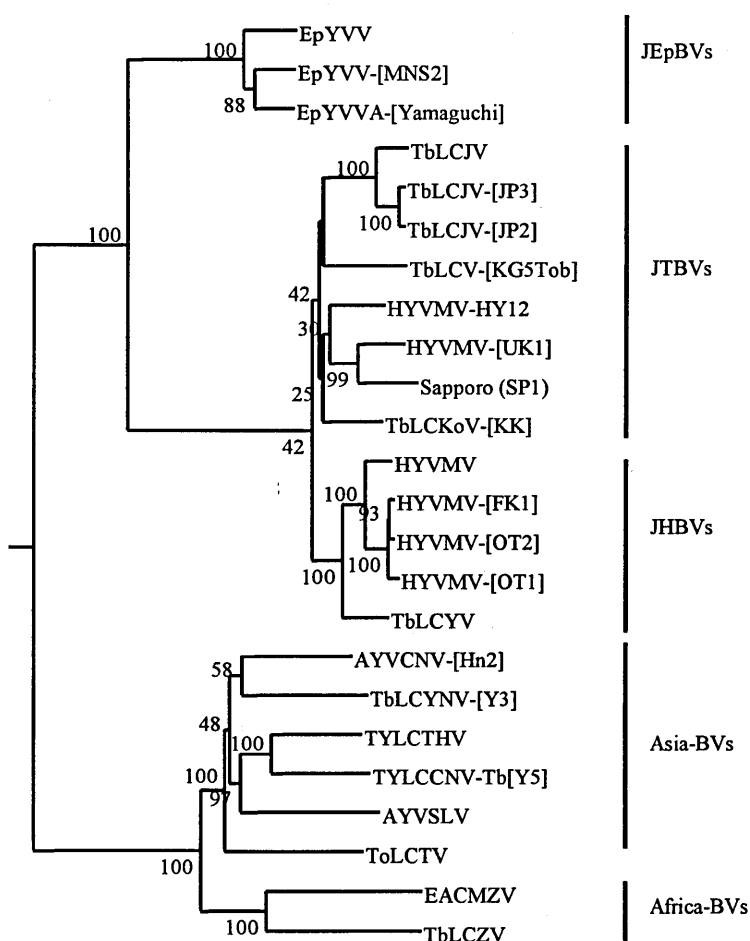 EpYVV
100
EpYVV-[MNS2]
88
EpYVVA-[Yamaguchi]
JEpBVs
100
TbLCJV
100
TbLCJV-[JP3]
100
TbLCJV-[JP2]
TbLCV-[KG5Tob]
JTBVs
42
HYVMV-HY12
30
HYVMV-[UK1]
99
Sapporo (SP1)
25
TbLCKoV-[KK]
42
HYVMV
100
93
HYVMV-[FK1]
HYVMV-[OT2]
JHBVs
100
HYVMV-[OT1]
100
TbLCYV
58
AYVCNV-[Hn2]
TbLCYNV-[Y3]
48
100
TYLCTHV
Asia-BVs
100
TYLCCNV-Tb[Y5]
97
AYVSLV
ToLCTV
100
EACMZV
Africa-BVs
100
TbLCZV